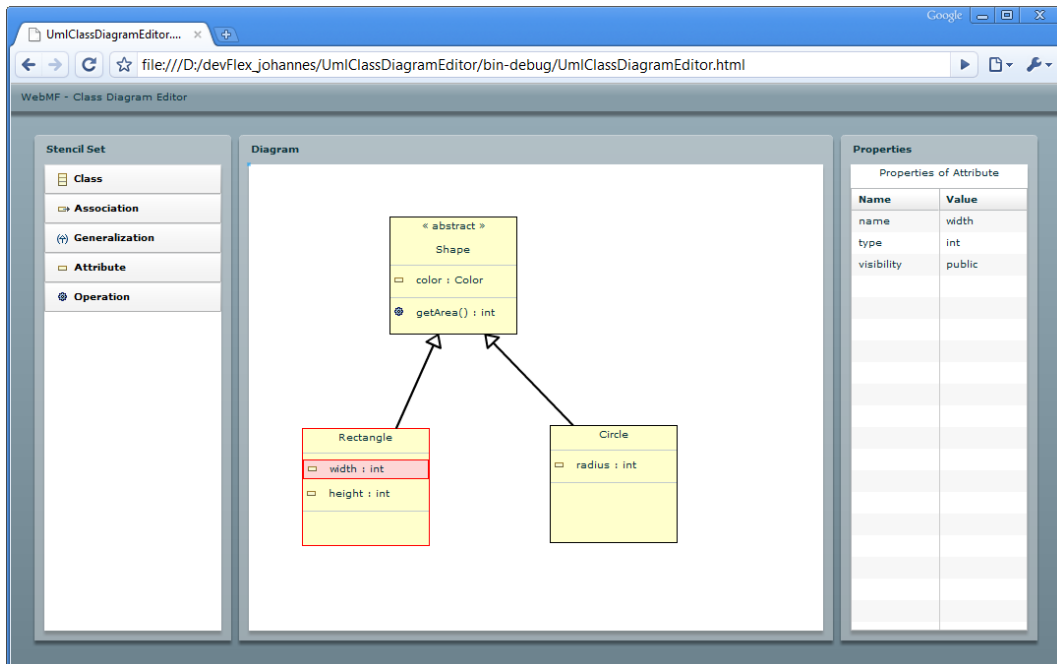 Google
UmlClassDiagramEditor....
file:///D:/devFlex_johannes/UmlClassDiagramEditor/bin-debug/UmlClassDiagramEditor.html
WebMF - Class Diagram Editor
Stencil Set
Class
Association
Generalization
Attribute
Operation
Diagram
« abstract »
Shape
color : Color
getArea() : int
Rectangle
width : int
height : int
Circle
radius : int
Properties
Properties of Attribute
Name Value
name width
type int
visibility public